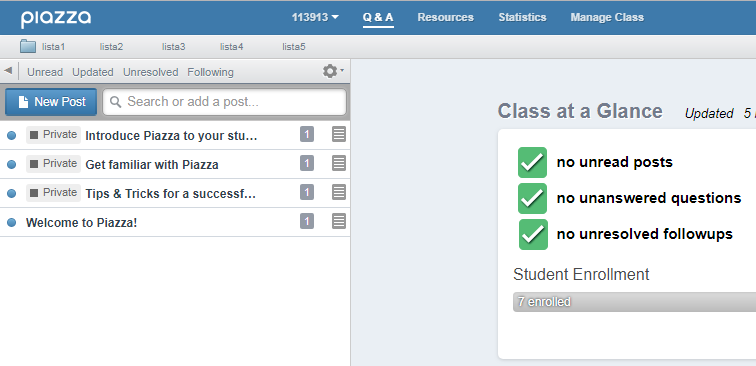 piazza 113913 Q & A Resources Statistics Manage Class
lista1 lista2 lista3 lista4 lista5
Unread Updated Unresolved Following
New Post Search or add a post...
Private Introduce Piazza to your stu… 1
Private Get familiar with Piazza 1
Private Tips & Tricks for a successf… 1
Welcome to Piazza! 1
Class at a Glance Updated 5
no unread posts
no unanswered questions
no unresolved followups
Student Enrollment
7 enrolled